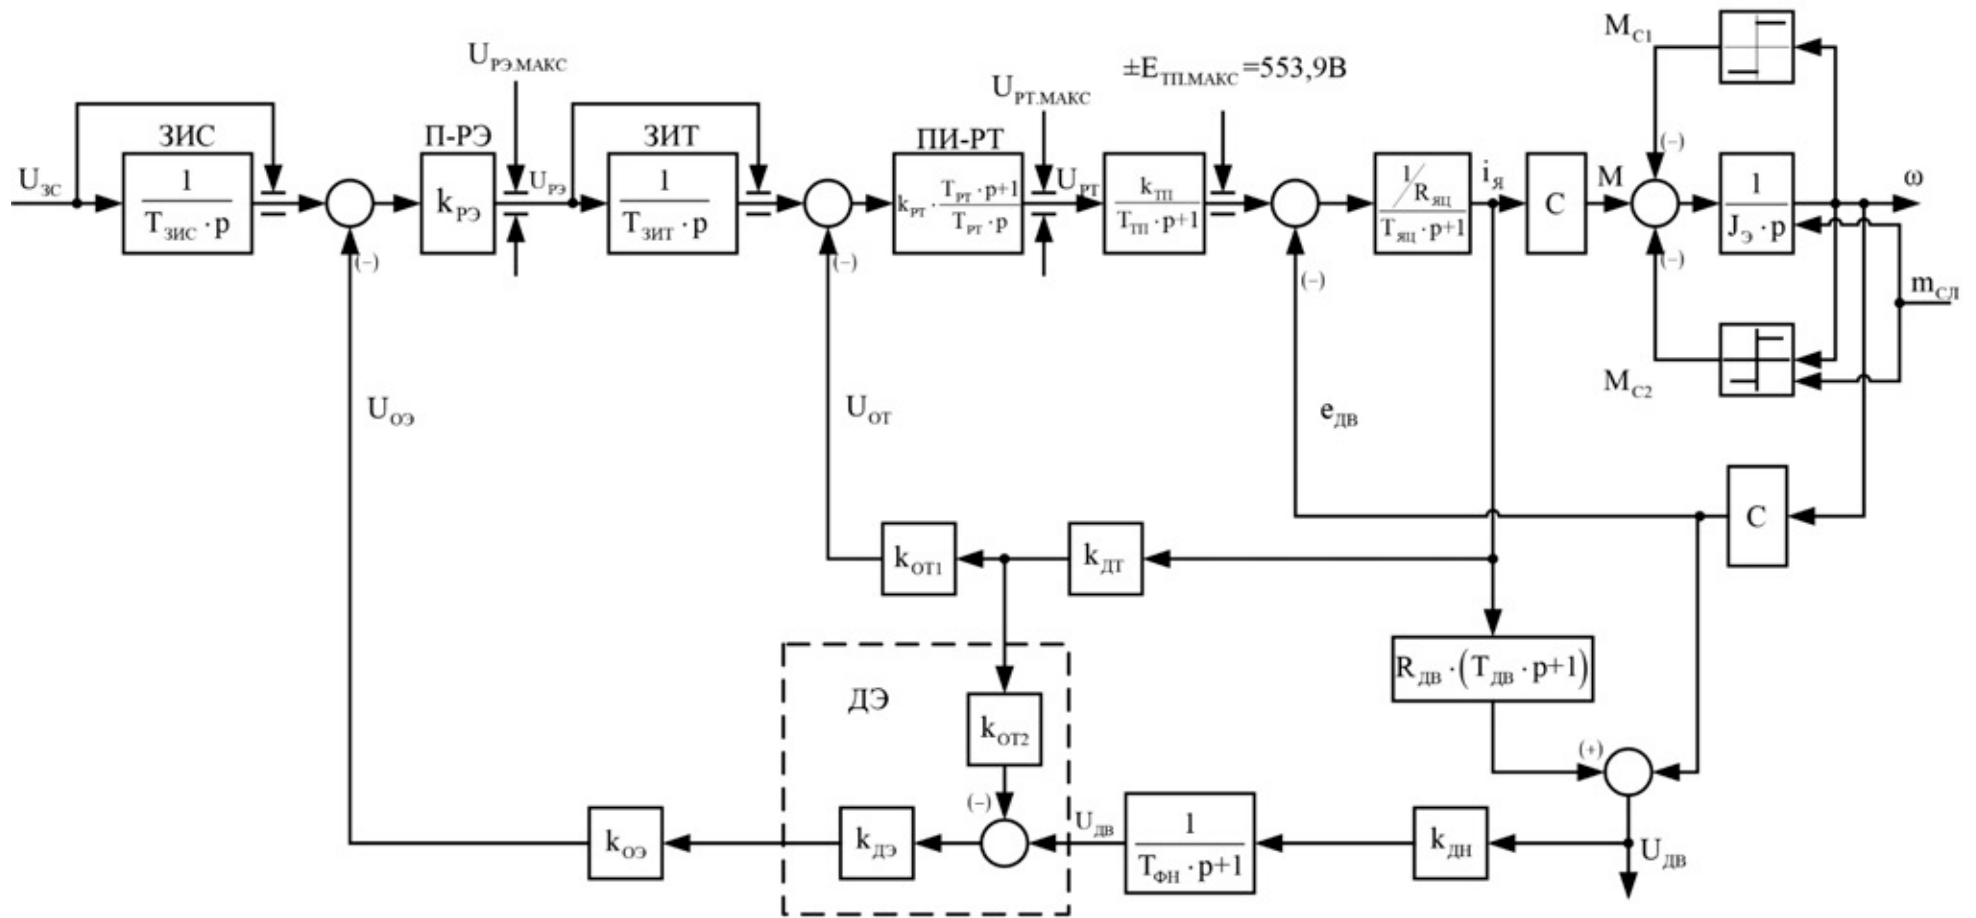 M_С1
U_РЭ.МАКС
±E_ТП.МАКС=553,9В
U_РТ.МАКС
ЗИС
П-РЭ
ЗИТ
ПИ-РТ
(–)
U_ЗС
1
T_ЗИС·p
k_РЭ
U_РЭ
1
T_ЗИТ·p
k_РТ·
T_РТ·p+1
T_РТ·p
U_РТ
k_ТП
T_ТП·p+1
1/R_ЯЦ
T_ЯЦ·p+1
i_Я
C
M
1
J_Э·p
ω
(–)
(–)
(–)
(–)
m_СЛ
M_С2
U_ОЭ
U_ОТ
e_ДВ
C
k_ОТ1
k_ДТ
R_ДВ·(T_ДВ·p+1)
ДЭ
k_ОТ2
(+)
(–)
k_ОЭ
k_ДЭ
U_ДВ
1
T_ФН·p+1
k_ДН
U_ДВ